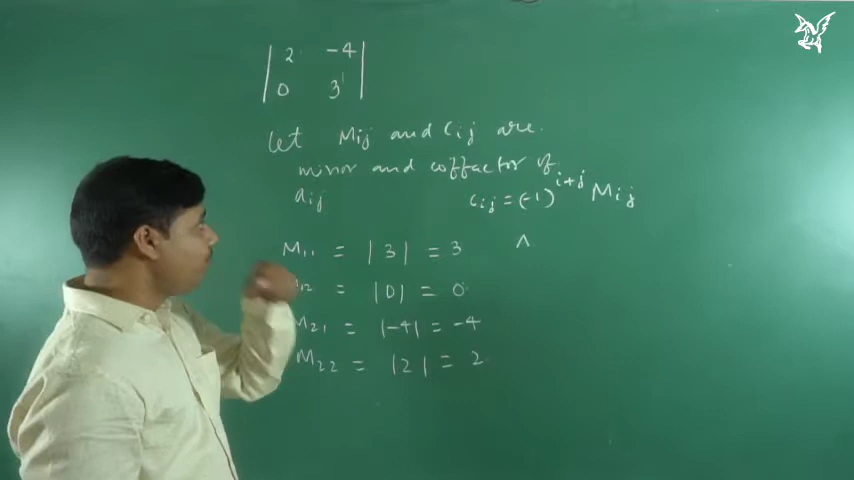 | 2 -4 |
| 0 3 |
Let Mij and Cij are
minor and coffactor of
aij Cij = (-1)^{i+j} Mij
M11 = |3| = 3
12 = |0| = 0
M21 = |-4| = -4
M22 = |2| = 2